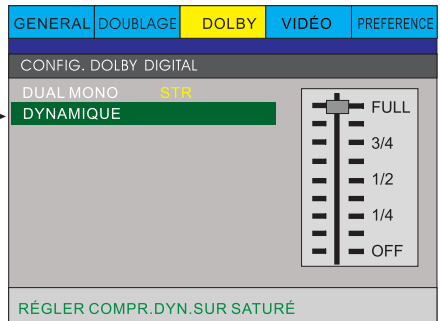 GENERAL DOUBLAGE DOLBY VIDÉO PREFERENCE
CONFIG. DOLBY DIGITAL
DUAL MONO STR
DYNAMIQUE
FULL
3/4
1/2
1/4
OFF
RÉGLER COMPR.DYN.SUR SATURÉ